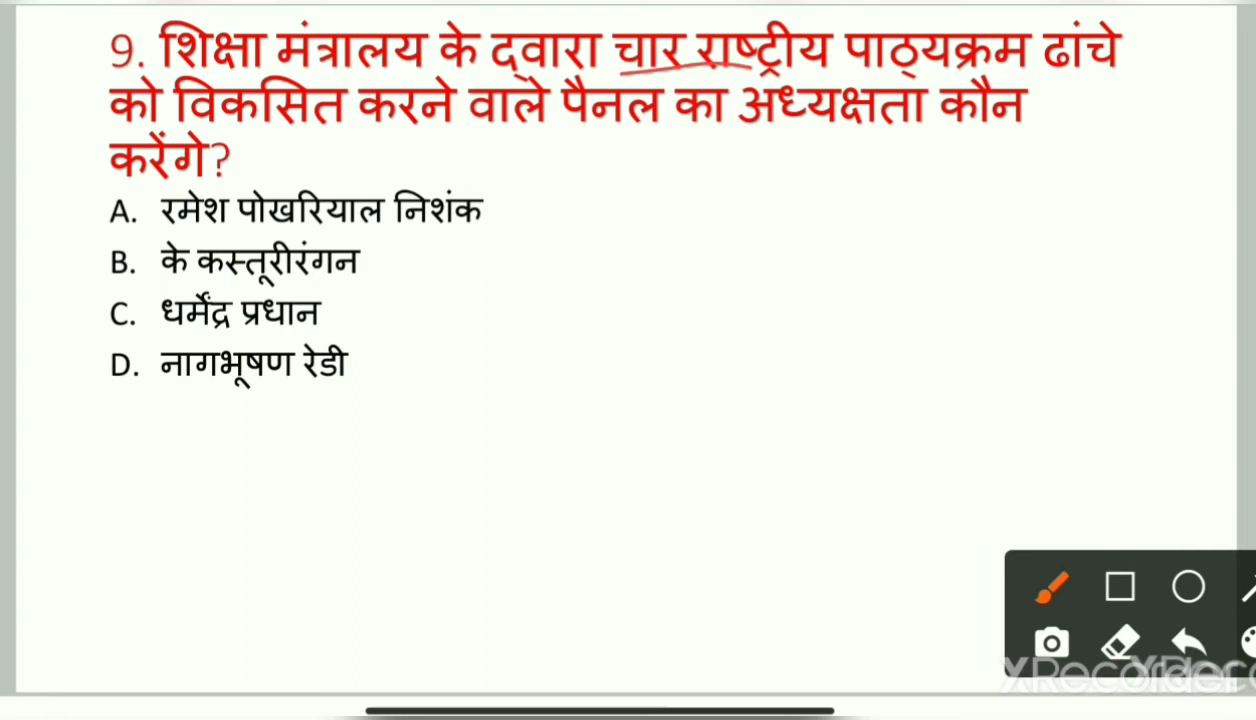 9. शिक्षा मंत्रालय के द्वारा चार राष्ट्रीय पाठ्यक्रम ढांचे
को विकसित करने वाले पैनल का अध्यक्षता कौन
करेंगे?
A. रमेश पोखरियाल निशंक
B. के कस्तूरीरंगन
C. धर्मेंद्र प्रधान
D. नागभूषण रेडी
XRecorder